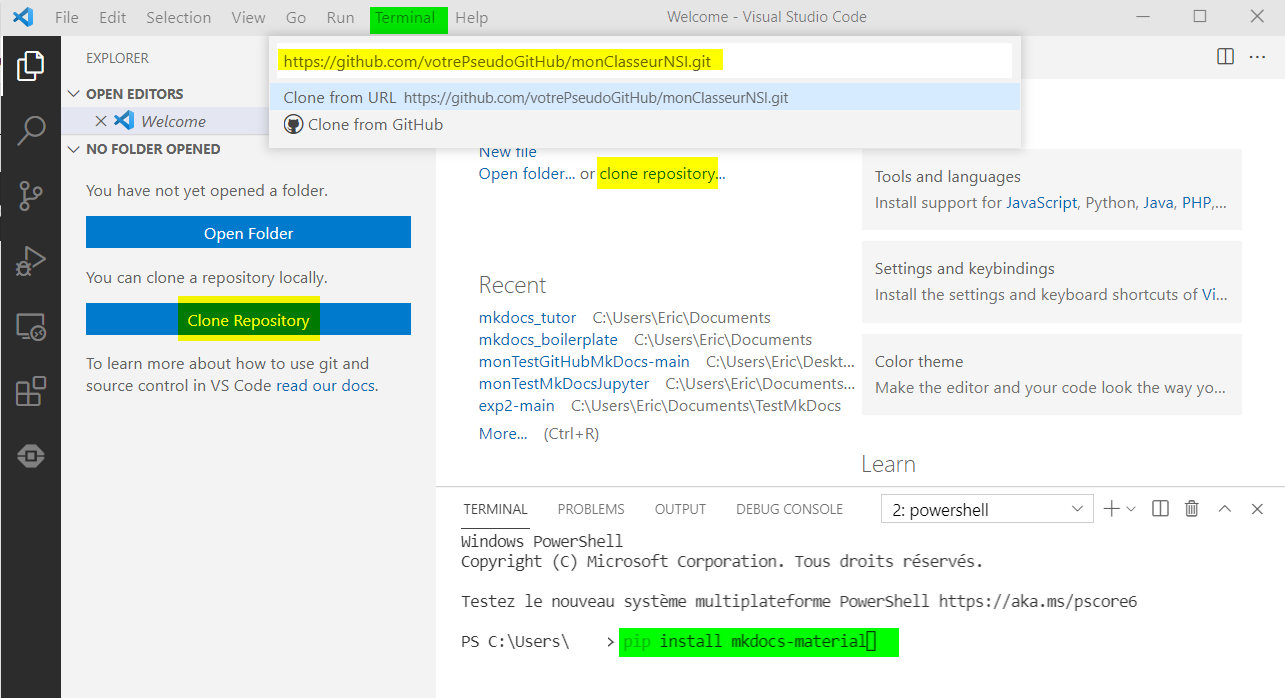 File Edit Selection View Go Run Terminal Help Welcome - Visual Studio Code
https://github.com/votrePseudoGitHub/monClasseurNSI.git
Clone from URL https://github.com/votrePseudoGitHub/monClasseurNSI.git
Clone from GitHub
EXPLORER
OPEN EDITORS
Welcome
NO FOLDER OPENED
You have not yet opened a folder.
Open Folder
You can clone a repository locally.
Clone Repository
To learn more about how to use git and
source control in VS Code read our docs.
New file
Open folder... or clone repository...
Recent
mkdocs_tutor C:\Users\Eric\Documents
mkdocs_boilerplate C:\Users\Eric\Documents
monTestGitHubMkDocs-main C:\Users\Eric\Deskt...
monTestMkDocsJupyter C:\Users\Eric\Documents...
exp2-main C:\Users\Eric\Documents\TestMkDocs
More... (Ctrl+R)
Tools and languages
Install support for JavaScript, Python, Java, PHP,...
Settings and keybindings
Install the settings and keyboard shortcuts of Vi...
Color theme
Make the editor and your code look the way yo...
Learn
TERMINAL PROBLEMS OUTPUT DEBUG CONSOLE 2: powershell
Windows PowerShell
Copyright (C) Microsoft Corporation. Tous droits réservés.
Testez le nouveau système multiplateforme PowerShell https://aka.ms/pscore6
PS C:\Users\ > pip install mkdocs-material